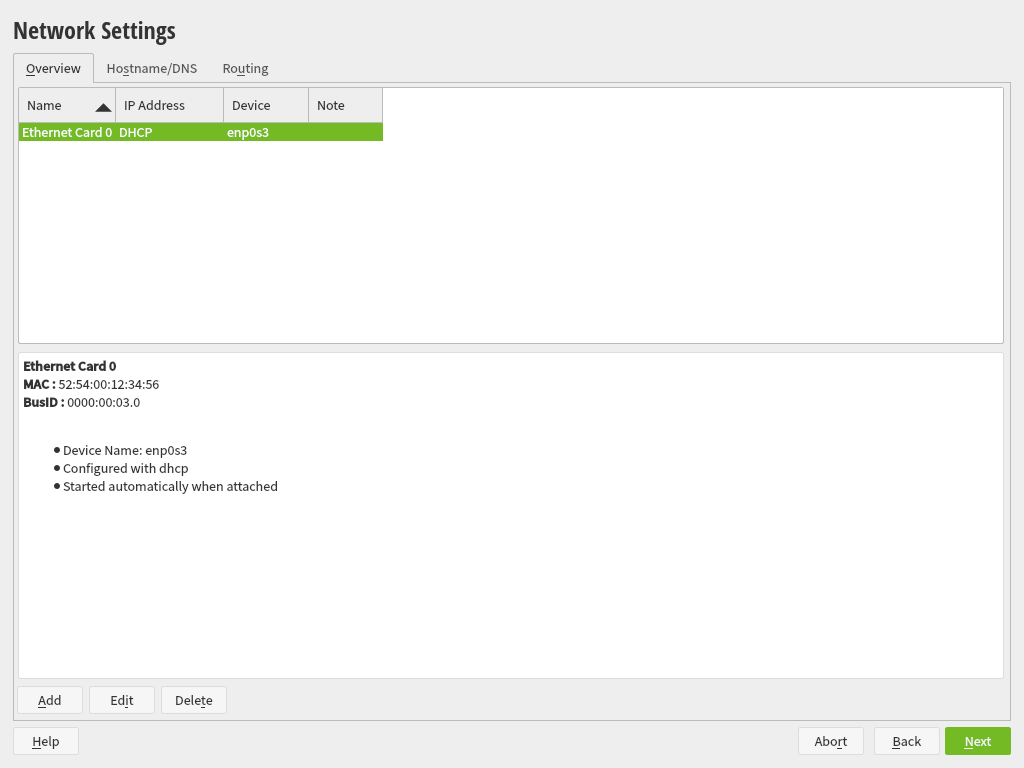 Network Settings
Overview Hostname/DNS Routing
Name IP Address Device Note
Ethernet Card 0 DHCP enp0s3
Ethernet Card 0
MAC : 52:54:00:12:34:56
BusID : 0000:00:03.0
Device Name: enp0s3
Configured with dhcp
Started automatically when attached
Add Edit Delete
Help Abort Back Next